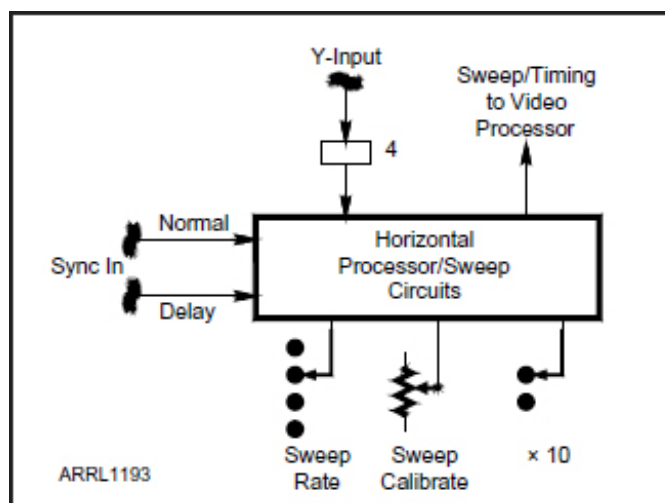 Y-Input
Sweep/Timing
to Video
Processor
4
Normal
Sync In
Delay
Horizontal
Processor/Sweep
Circuits
Sweep
Rate
Sweep
Calibrate
× 10
ARRL1193